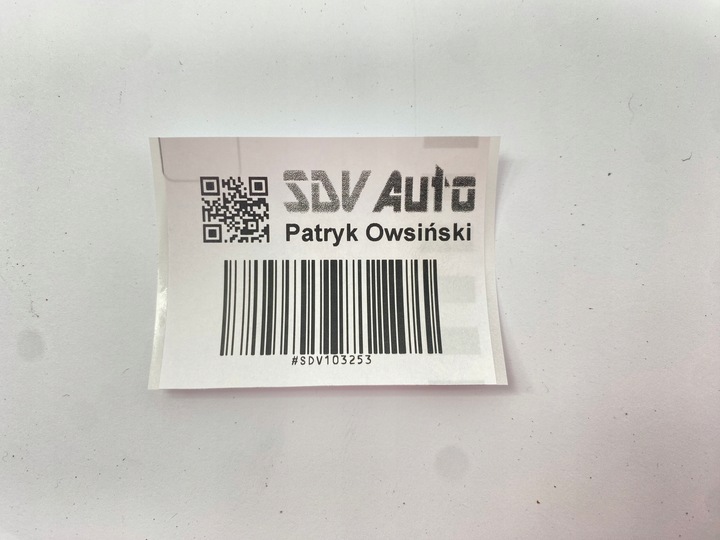 SDV Auto
Patryk Owsiński
#SDV103253